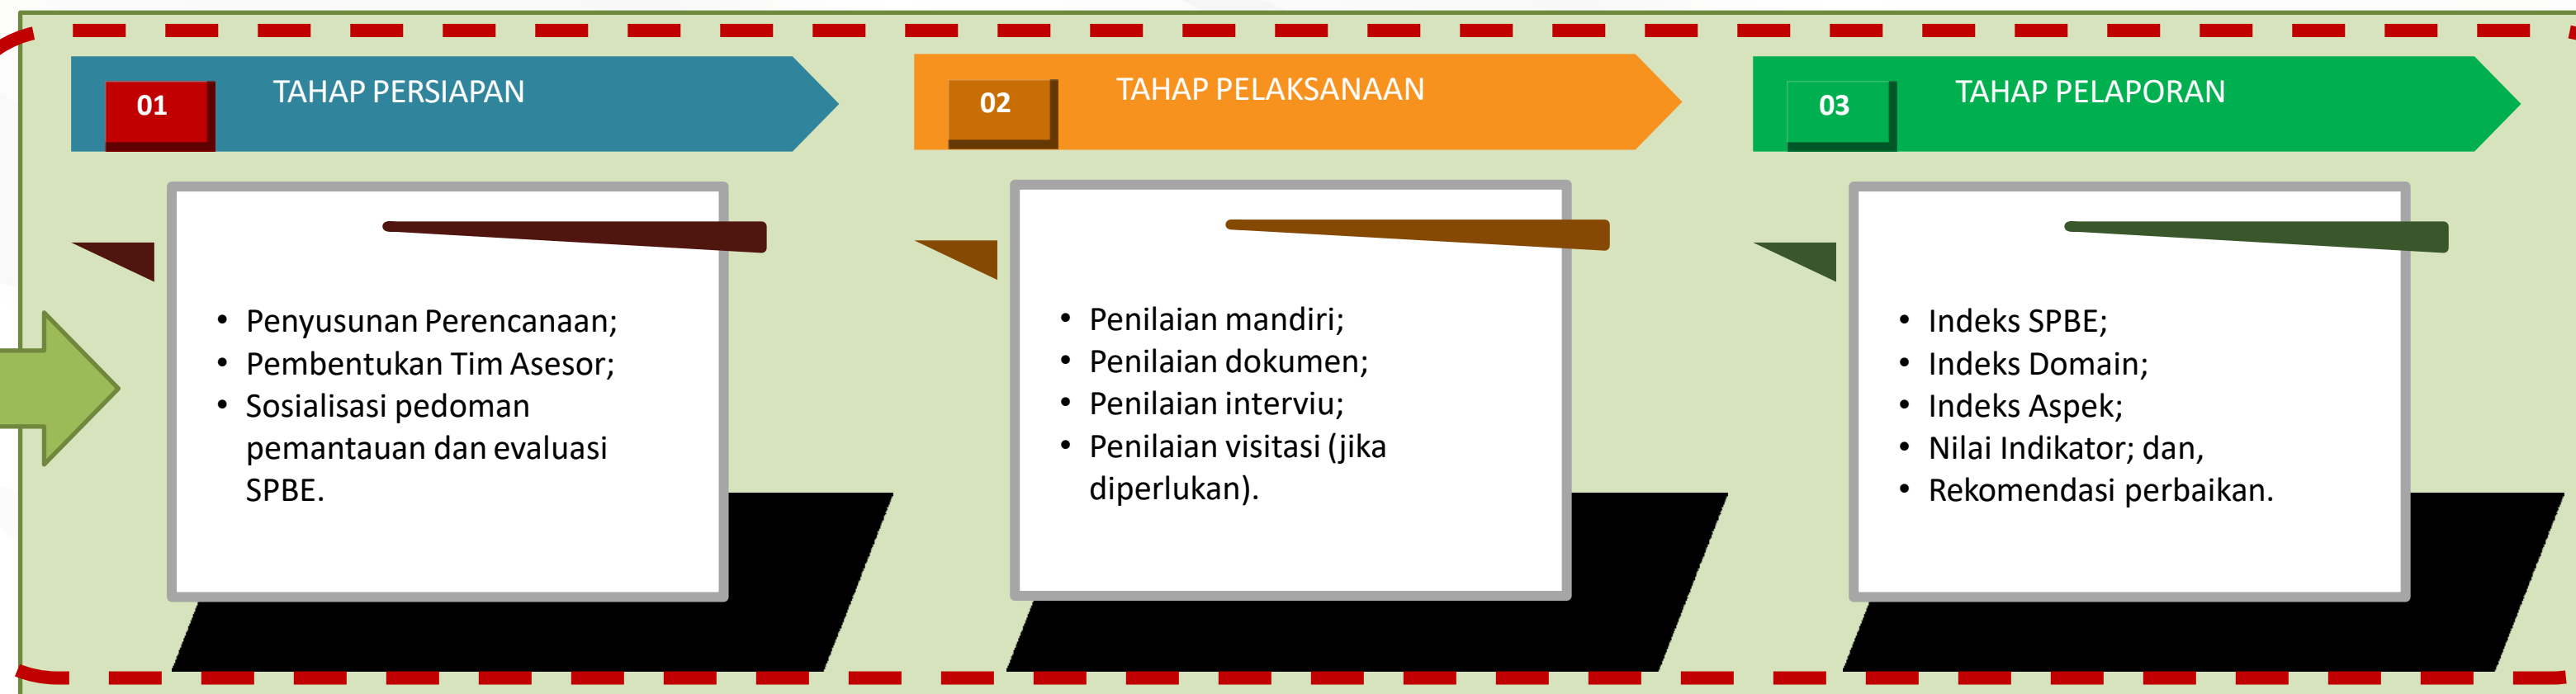 01
TAHAP PERSIAPAN
• Penyusunan Perencanaan;
• Pembentukan Tim Asesor;
• Sosialisasi pedoman
pemantauan dan evaluasi
SPBE.
02
TAHAP PELAKSANAAN
• Penilaian mandiri;
• Penilaian dokumen;
• Penilaian interviu;
• Penilaian visitasi (jika
diperlukan).
03
TAHAP PELAPORAN
• Indeks SPBE;
• Indeks Domain;
• Indeks Aspek;
• Nilai Indikator; dan,
• Rekomendasi perbaikan.